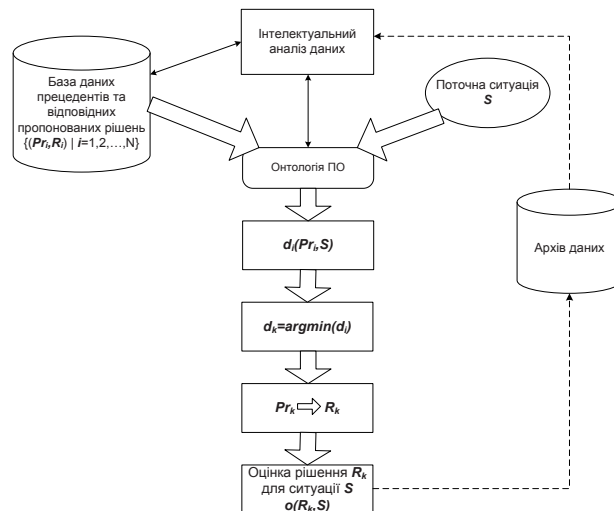 Інтелектуальний
аналіз даних
База даних
прецедентів та
відповідних
пропонованих рішень
{(Prᵢ,Rᵢ) | i=1,2,...,N}
Поточна ситуація
S
Онтологія ПО
dᵢ(Prᵢ,S)
Архів даних
dₖ=argmin(dᵢ)
Prₖ ⇨ Rₖ
Оцінка рішення Rₖ
для ситуації S
o(Rₖ,S)